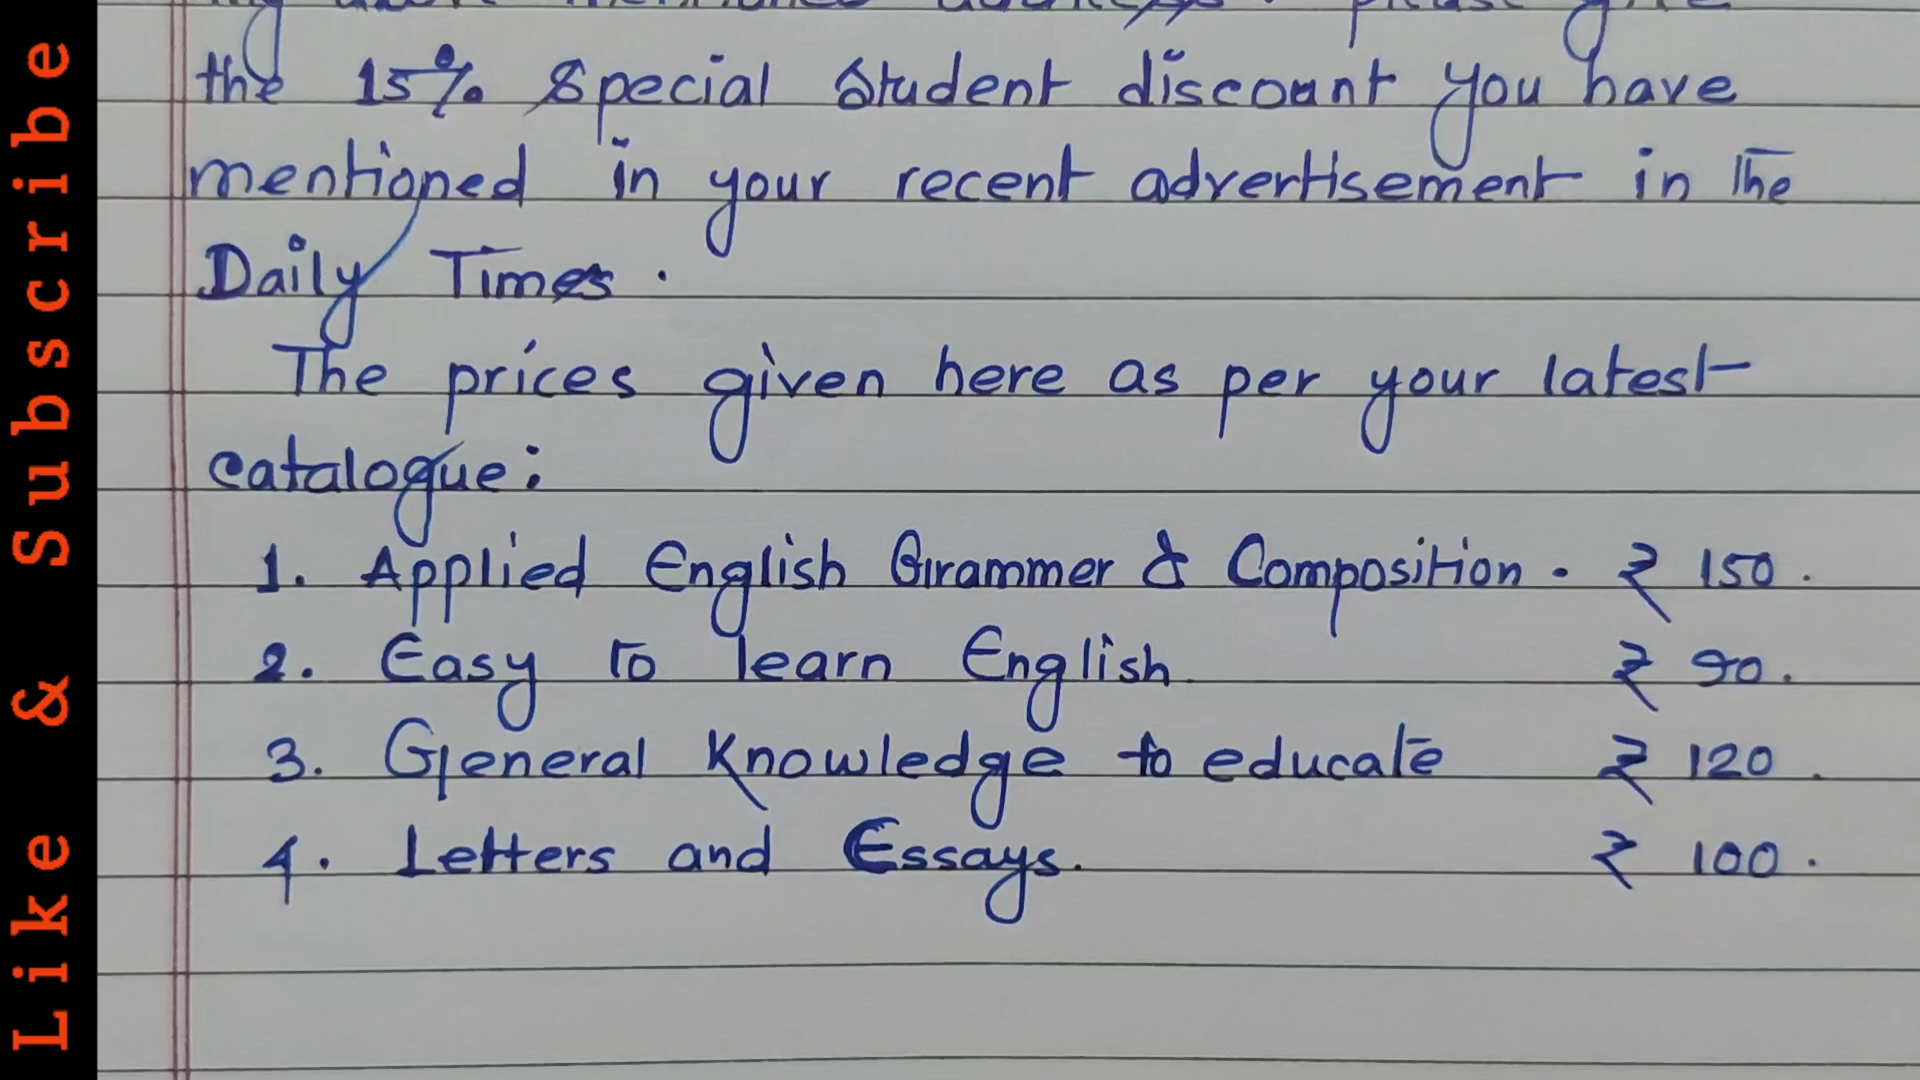 the 15% Special Student discount you have
mentioned in your recent advertisement in the
Daily Times.
The prices given here as per your latest
catalogue:
1. Applied English Grammer & Composition. ₹ 150.
2. Easy to learn English ₹ 90.
3. General Knowledge to educate ₹ 120.
4. Letters and Essays. ₹ 100.
Like & Subscribe